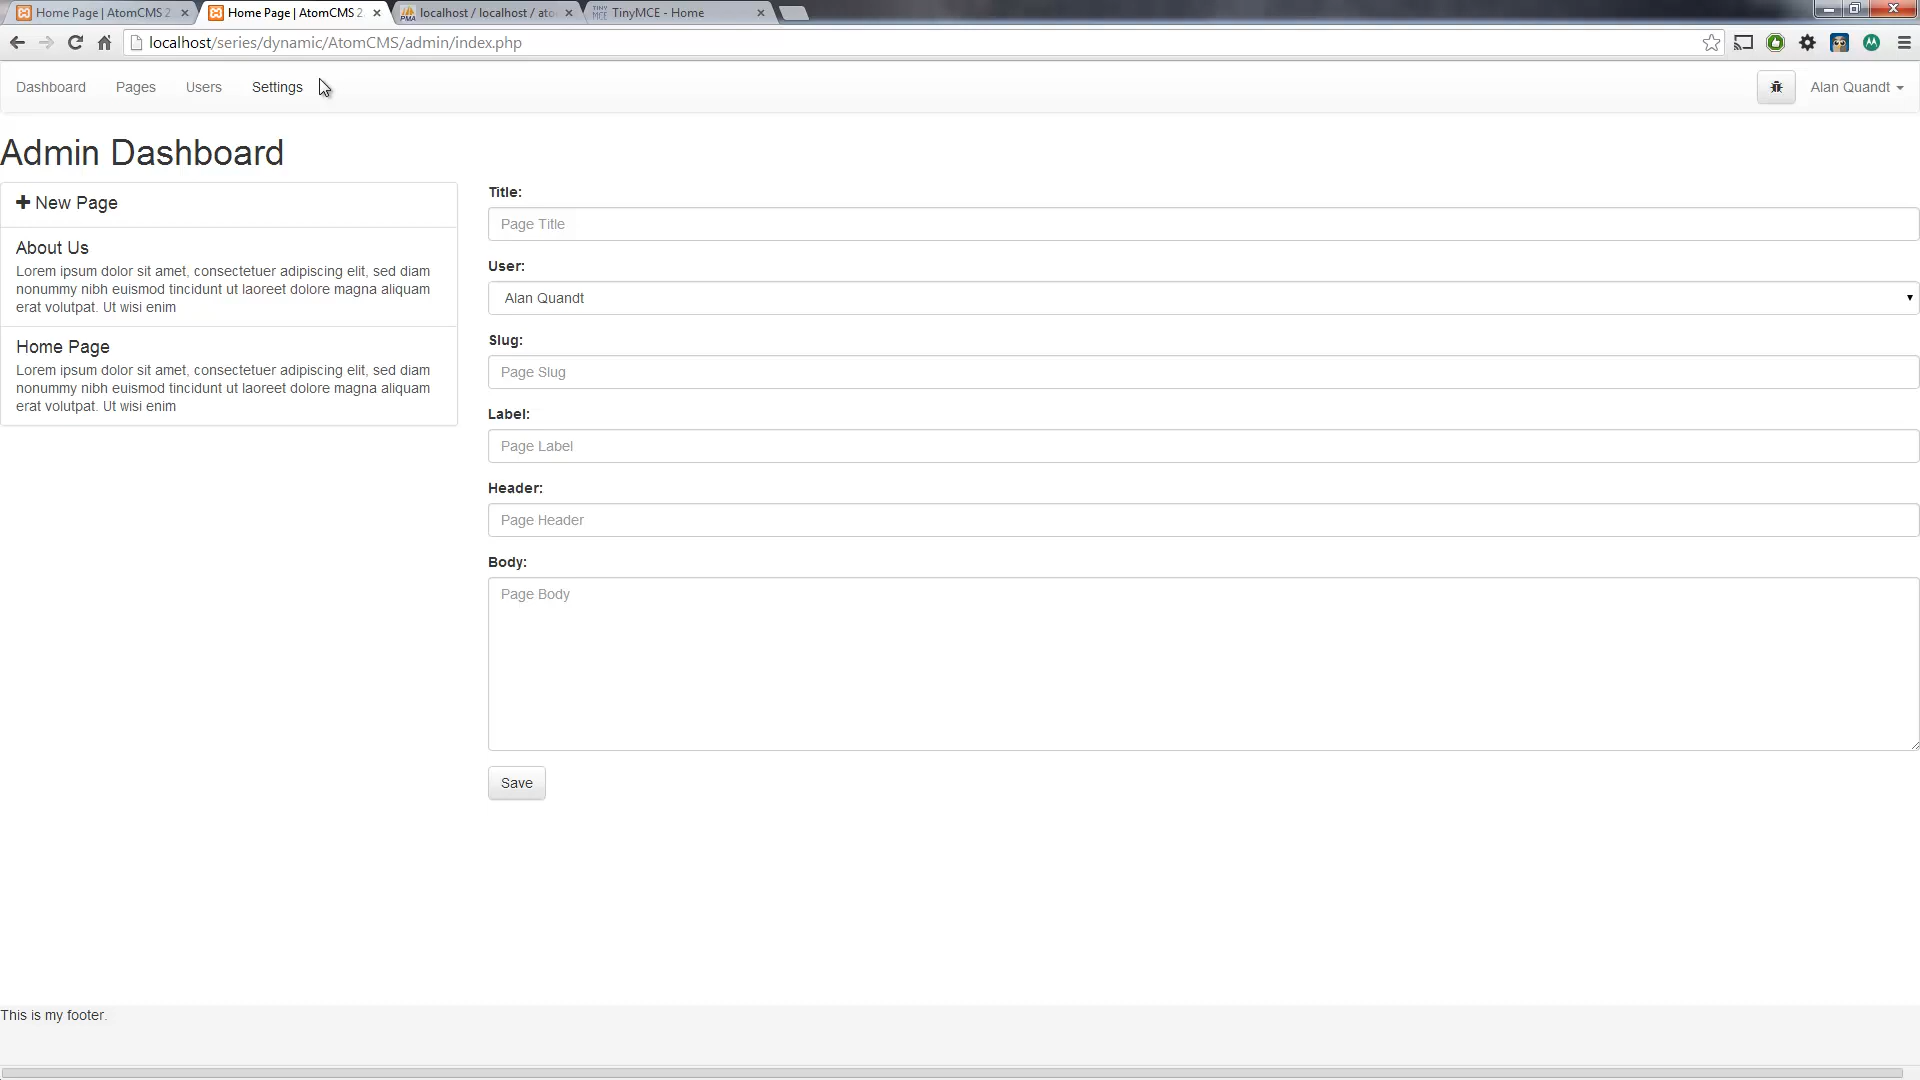 Home Page | AtomCMS 2
Home Page | AtomCMS 2.
PMA localhost / localhost / ato
TINY MCE TinyMCE - Home
localhost/series/dynamic/AtomCMS/admin/index.php
Dashboard Pages Users Settings Alan Quandt
Admin Dashboard
New Page
About Us
Lorem ipsum dolor sit amet, consectetuer adipiscing elit, sed diam
nonummy nibh euismod tincidunt ut laoreet dolore magna aliquam
erat volutpat. Ut wisi enim
Home Page
Lorem ipsum dolor sit amet, consectetuer adipiscing elit, sed diam
nonummy nibh euismod tincidunt ut laoreet dolore magna aliquam
erat volutpat. Ut wisi enim
Title:
Page Title
User:
Alan Quandt
Slug:
Page Slug
Label:
Page Label
Header:
Page Header
Body:
Page Body
Save
This is my footer.